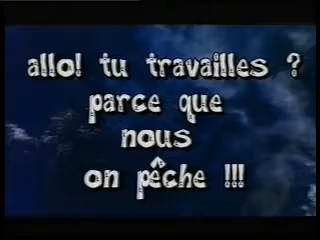 allo! tu travailles ?
parce que
nous
on pêche !!!